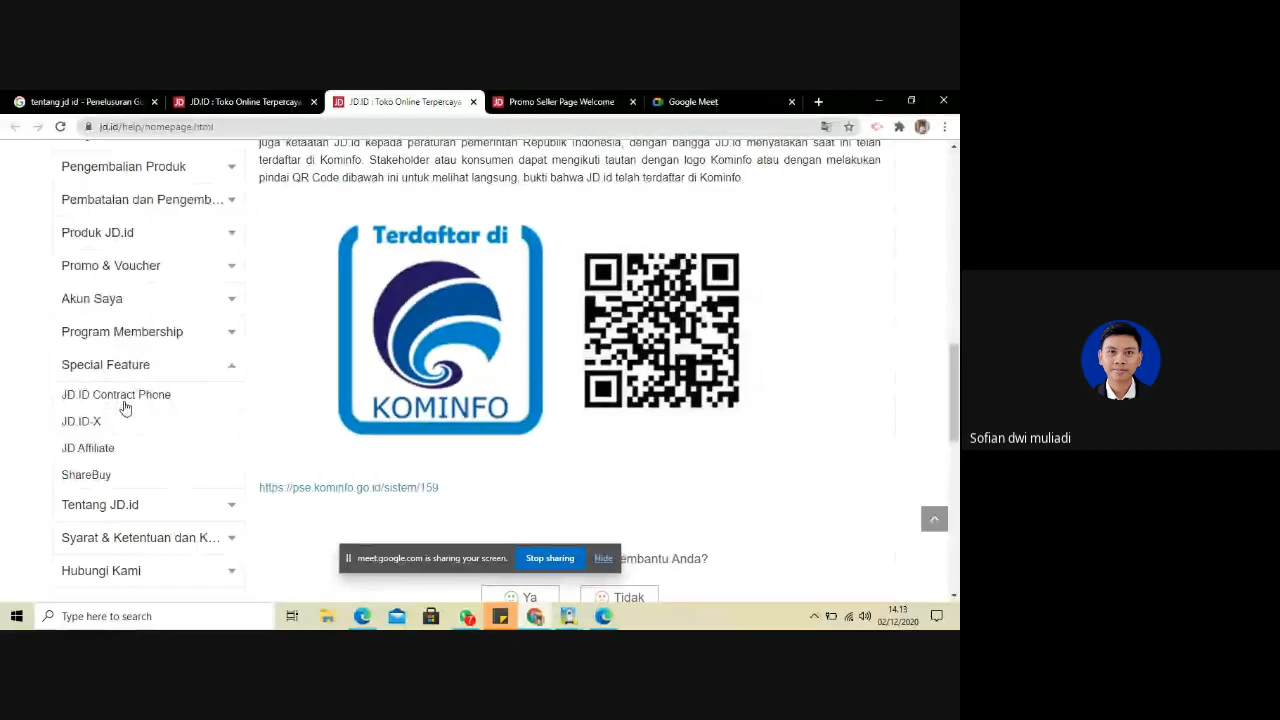 tentang jd id - Penelusuran Go
JD.ID : Toko Online Terpercaya
JD.ID : Toko Online Terpercaya
Promo Seller Page Welcome
Google Meet
jd.id/help/homepage.html
juga ketaatan JD.id kepada peraturan pemerintah Republik Indonesia, dengan bangga JD.id menyatakan saat ini telah
terdaftar di Kominfo. Stakeholder atau konsumen dapat mengikuti tautan dengan logo Kominfo atau dengan melakukan
pindai QR Code dibawah ini untuk melihat langsung, bukti bahwa JD id telah terdaftar di Kominfo.
Pengembalian Produk
Pembatalan dan Pengemb...
Produk JD.id
Promo & Voucher
Akun Saya
Program Membership
Special Feature
JD ID Contract Phone
JD.ID-X
JD Affiliate
ShareBuy
Tentang JD.id
Syarat & Ketentuan dan K...
Hubungi Kami
Terdaftar di
KOMINFO
https://pse.kominfo.go.id/sistem/159
embantu Anda?
Ya
Tidak
meet.google.com is sharing your screen.
Stop sharing
Hide
Type here to search
14.13
02/12/2020
Sofian dwi muliadi